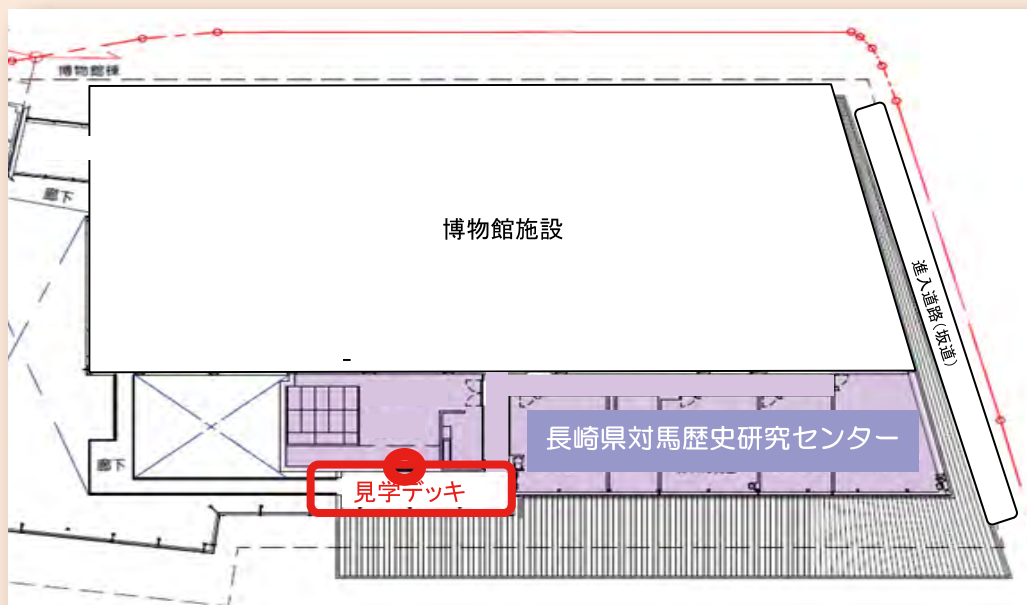 博物館棟
廊下
博物館施設
進入道路(坂道)
長崎県対馬歴史研究センター
廊下
見学デッキ